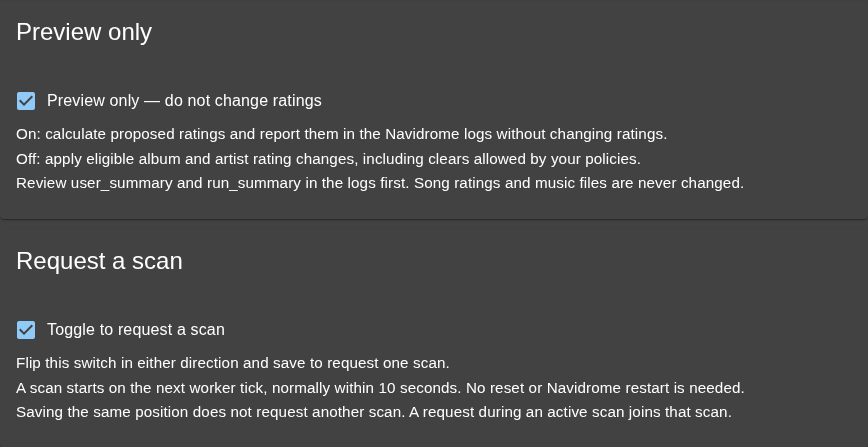 Preview only
Preview only — do not change ratings
On: calculate proposed ratings and report them in the Navidrome logs without changing ratings.
Off: apply eligible album and artist rating changes, including clears allowed by your policies.
Review user_summary and run_summary in the logs first. Song ratings and music files are never changed.
Request a scan
Toggle to request a scan
Flip this switch in either direction and save to request one scan.
A scan starts on the next worker tick, normally within 10 seconds. No reset or Navidrome restart is needed.
Saving the same position does not request another scan. A request during an active scan joins that scan.